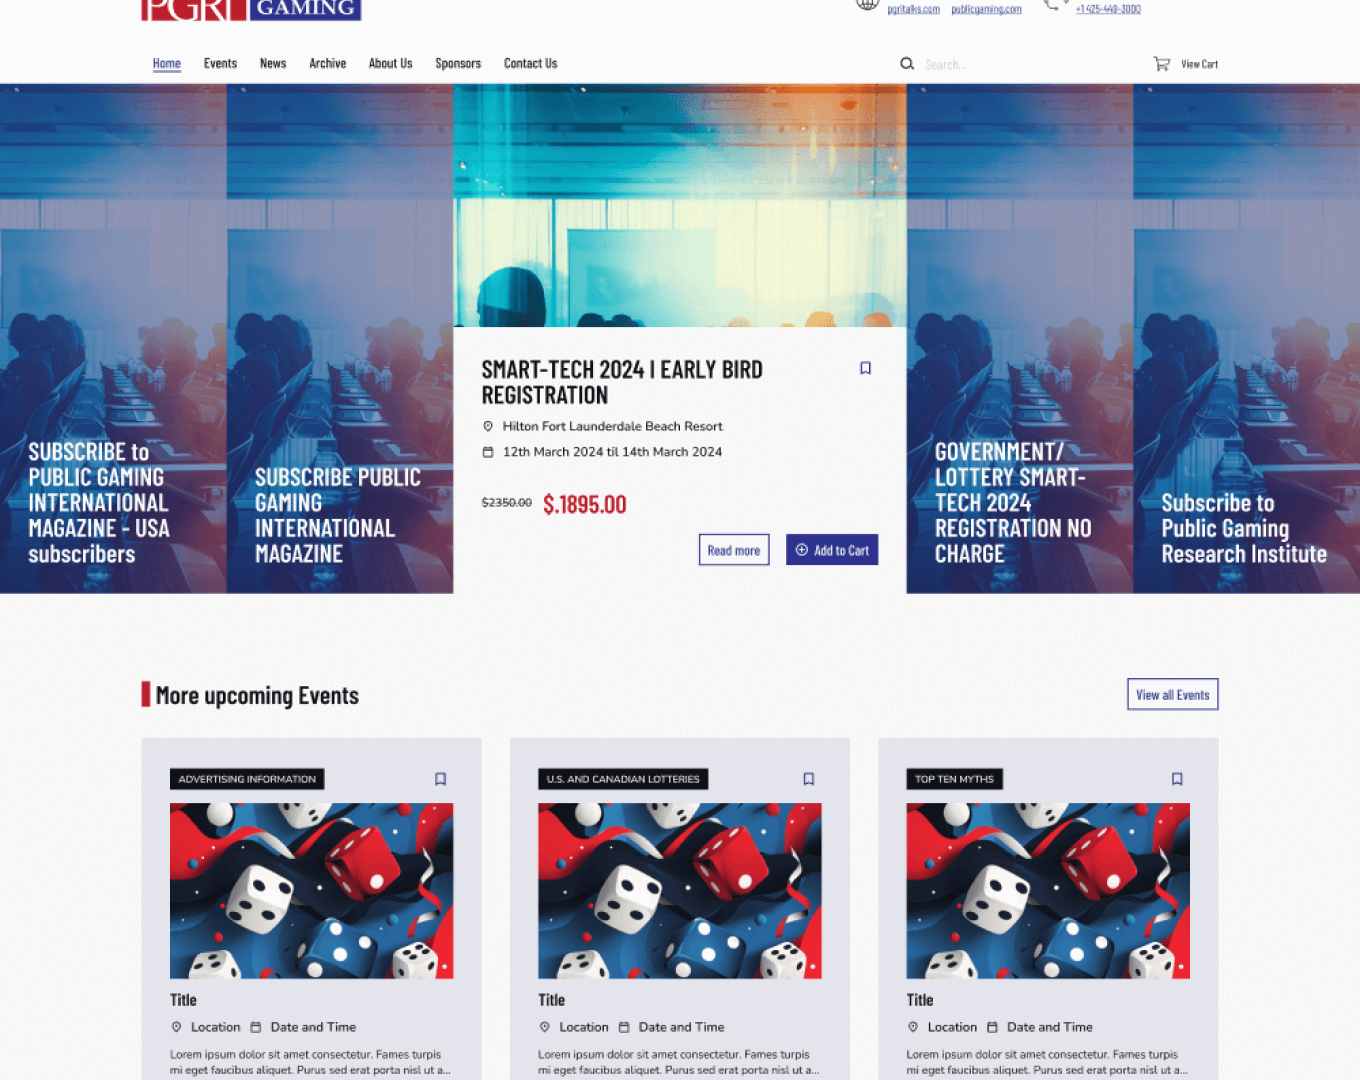 PGRI GAMING
pgritalks.com publicgaming.com +1 425-449-3000
Home Events News Archive About Us Sponsors Contact Us Search... View Cart
SUBSCRIBE to
PUBLIC GAMING
INTERNATIONAL
MAGAZINE - USA
subscribers
SUBSCRIBE PUBLIC
GAMING
INTERNATIONAL
MAGAZINE
SMART-TECH 2024 I EARLY BIRD
REGISTRATION
Hilton Fort Launderdale Beach Resort
12th March 2024 til 14th March 2024
$2350.00 $.1895.00
Read more Add to Cart
GOVERNMENT/
LOTTERY SMART-
TECH 2024
REGISTRATION NO
CHARGE
Subscribe to
Public Gaming
Research Institute
More upcoming Events
View all Events
ADVERTISING INFORMATION
Title
Location Date and Time
Lorem ipsum dolor sit amet consectetur. Fames turpis
mi eget faucibus aliquet. Purus sed erat porta nisl ut a...
U.S. AND CANADIAN LOTTERIES
Title
Location Date and Time
Lorem ipsum dolor sit amet consectetur. Fames turpis
mi eget faucibus aliquet. Purus sed erat porta nisl ut a...
TOP TEN MYTHS
Title
Location Date and Time
Lorem ipsum dolor sit amet consectetur. Fames turpis
mi eget faucibus aliquet. Purus sed erat porta nisl ut a...